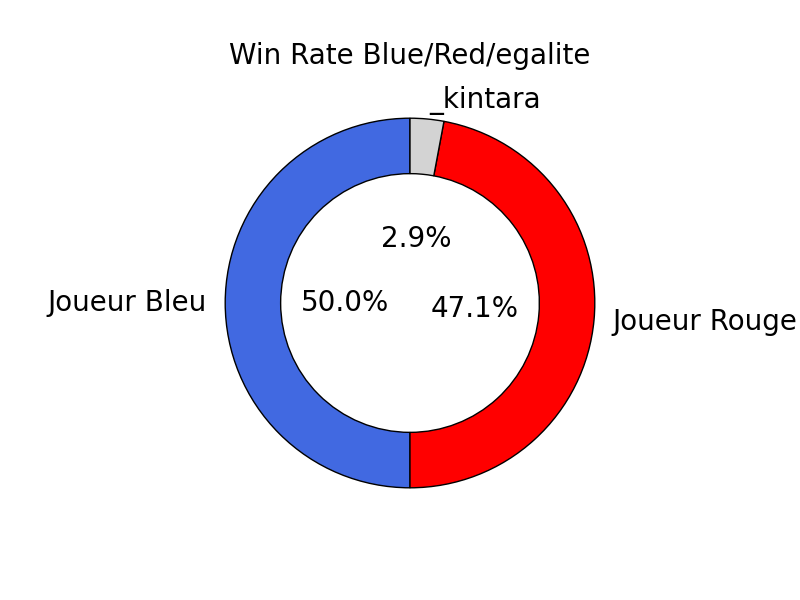 Win Rate Blue/Red/egalite
_kintara
2.9%
Joueur Bleu
50.0%
47.1%
Joueur Rouge